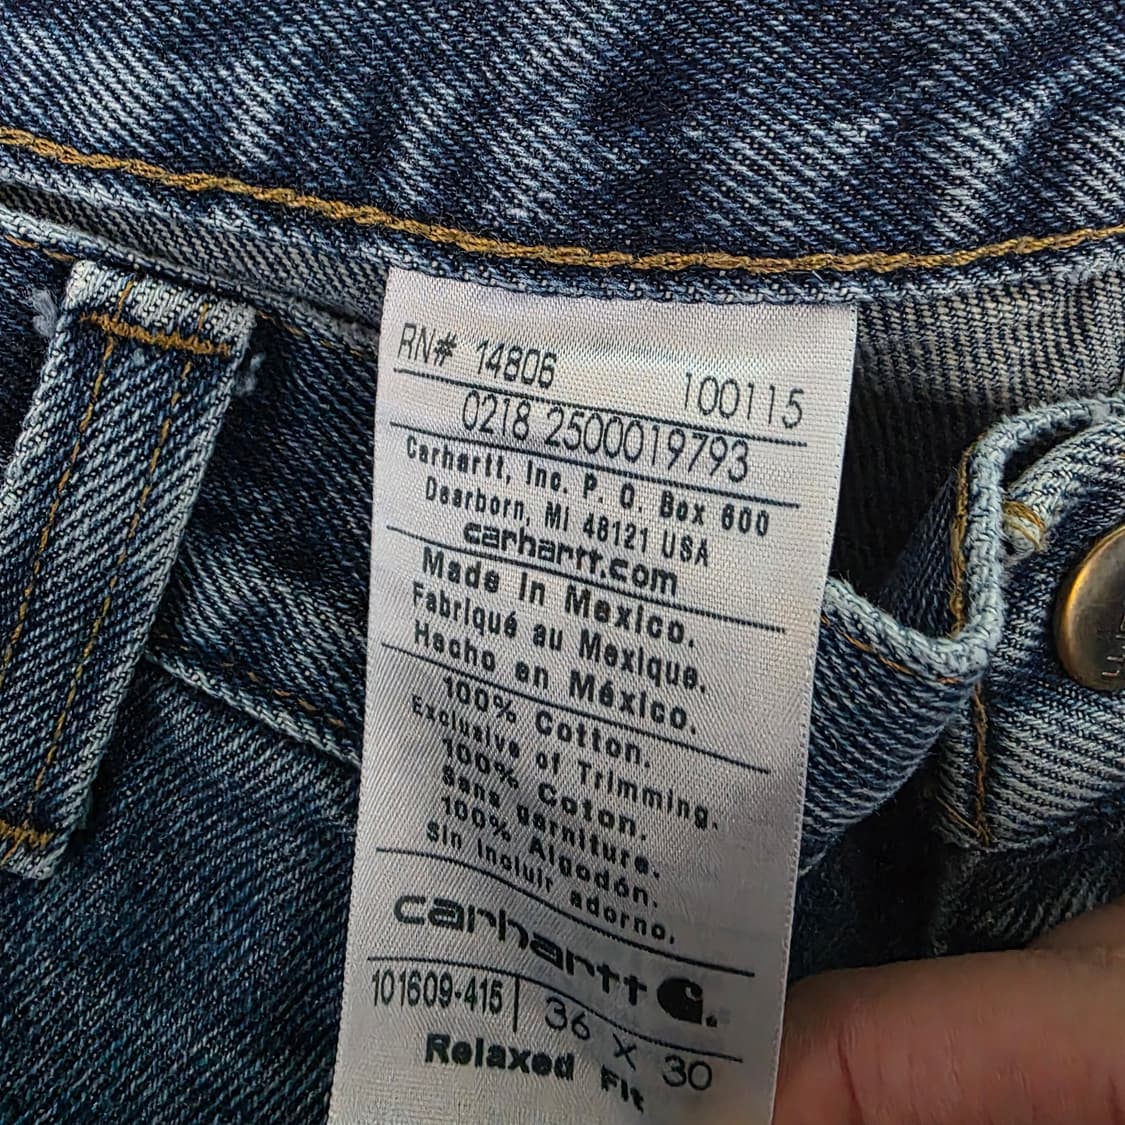 RN# 14806 100115
0218 2500019793
Carhartt, Inc. P. O. Box 600
Dearborn, MI 48121 USA
carhartt.com
Made In Mexico.
Fabriqué au Mexique.
Hecho en México.
100% Cotton.
Exclusive of Trimming.
100% Coton.
Sans garniture.
100% Algodón.
Sin Incluir adorno.
carhartt
101609-415 | 36 X 30
Relaxed Fit